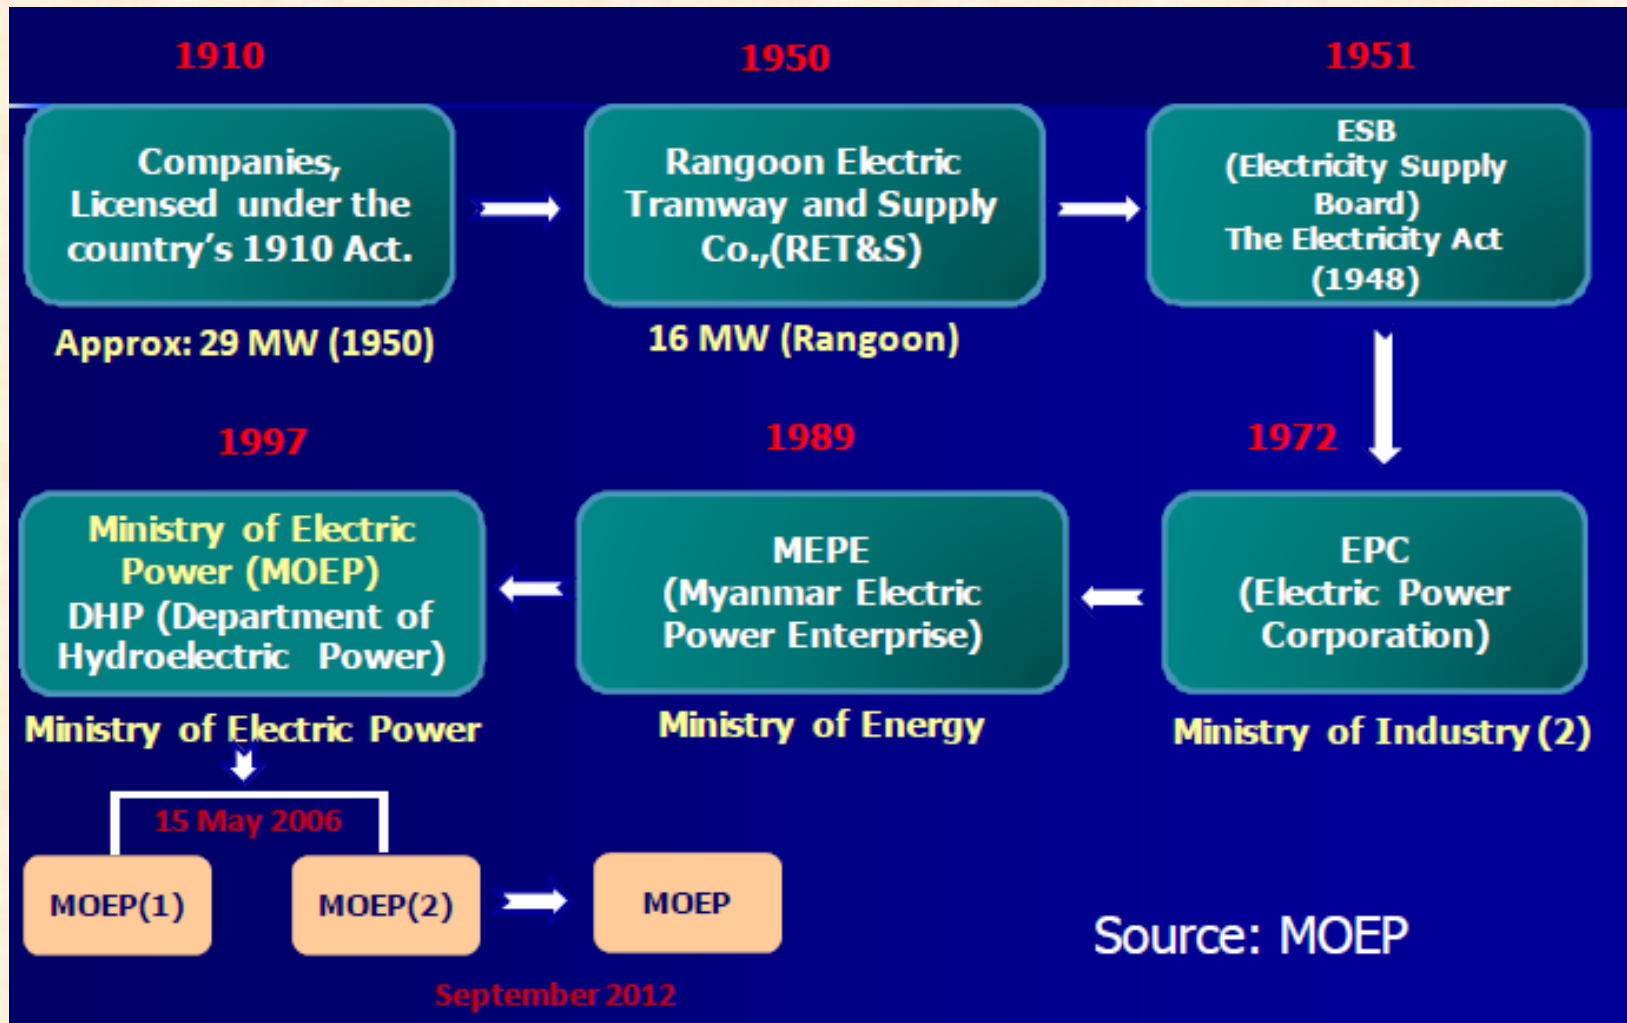 1910
Companies,
Licensed under the
country's 1910 Act.
Approx: 29 MW (1950)
1950
Rangoon Electric
Tramway and Supply
Co.,(RET&S)
16 MW (Rangoon)
1951
ESB
(Electricity Supply
Board)
The Electricity Act
(1948)
1972
EPC
(Electric Power
Corporation)
Ministry of Industry (2)
1989
MEPE
(Myanmar Electric
Power Enterprise)
Ministry of Energy
1997
Ministry of Electric
Power (MOEP)
DHP (Department of
Hydroelectric Power)
Ministry of Electric Power
15 May 2006
MOEP(1)
MOEP(2)
MOEP
September 2012
Source: MOEP